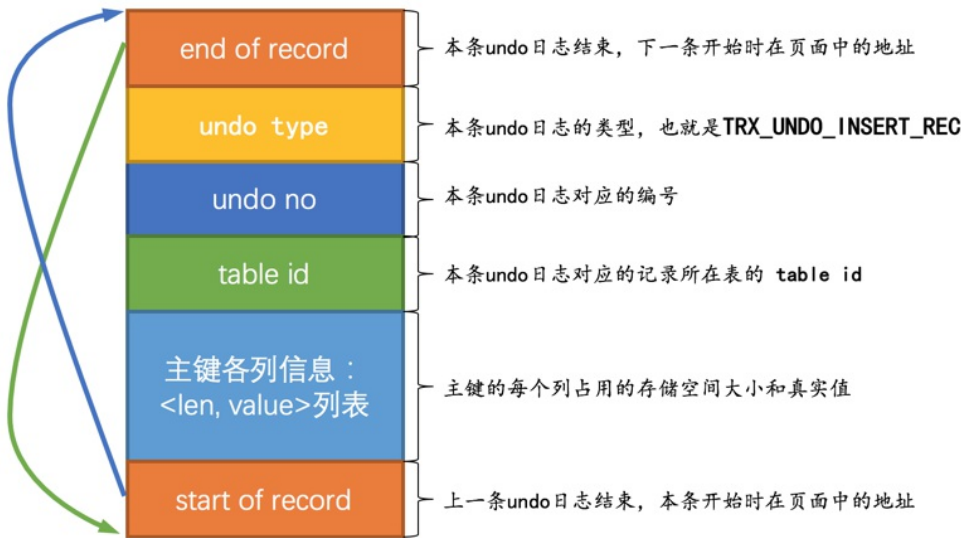 end of record
本条undo日志结束，下一条开始时在页面中的地址
undo type
本条undo日志的类型，也就是TRX_UNDO_INSERT_REC
undo no
本条undo日志对应的编号
table id
本条undo日志对应的记录所在表的 table id
主键各列信息：
<len, value>列表
主键的每个列占用的存储空间大小和真实值
start of record
上一条undo日志结束，本条开始时在页面中的地址